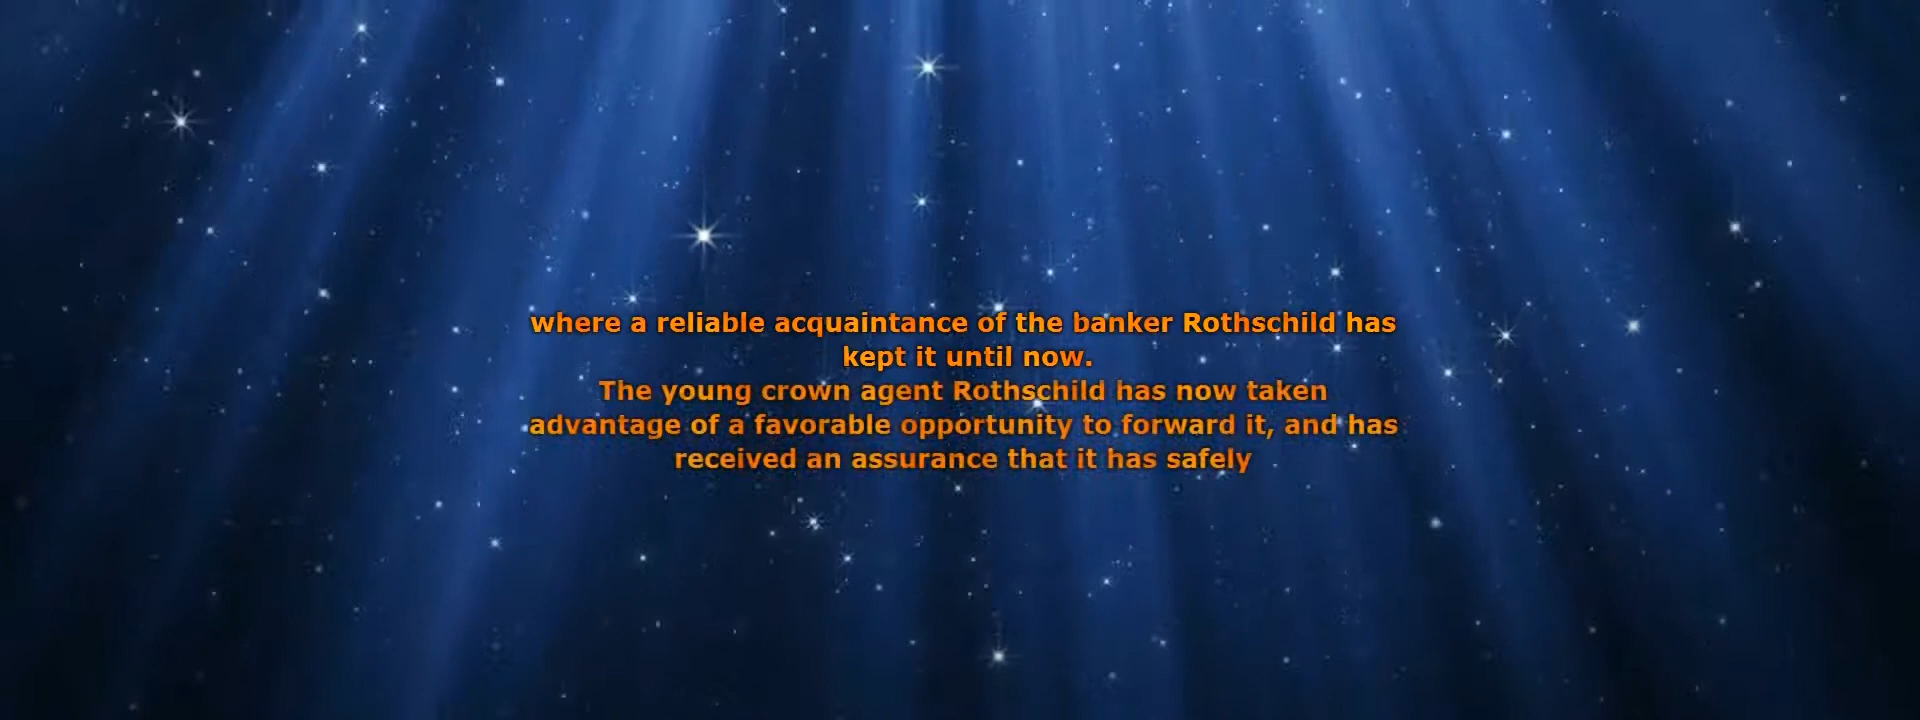 where a reliable acquaintance of the banker Rothschild has
kept it until now.
The young crown agent Rothschild has now taken
advantage of a favorable opportunity to forward it, and has
received an assurance that it has safely